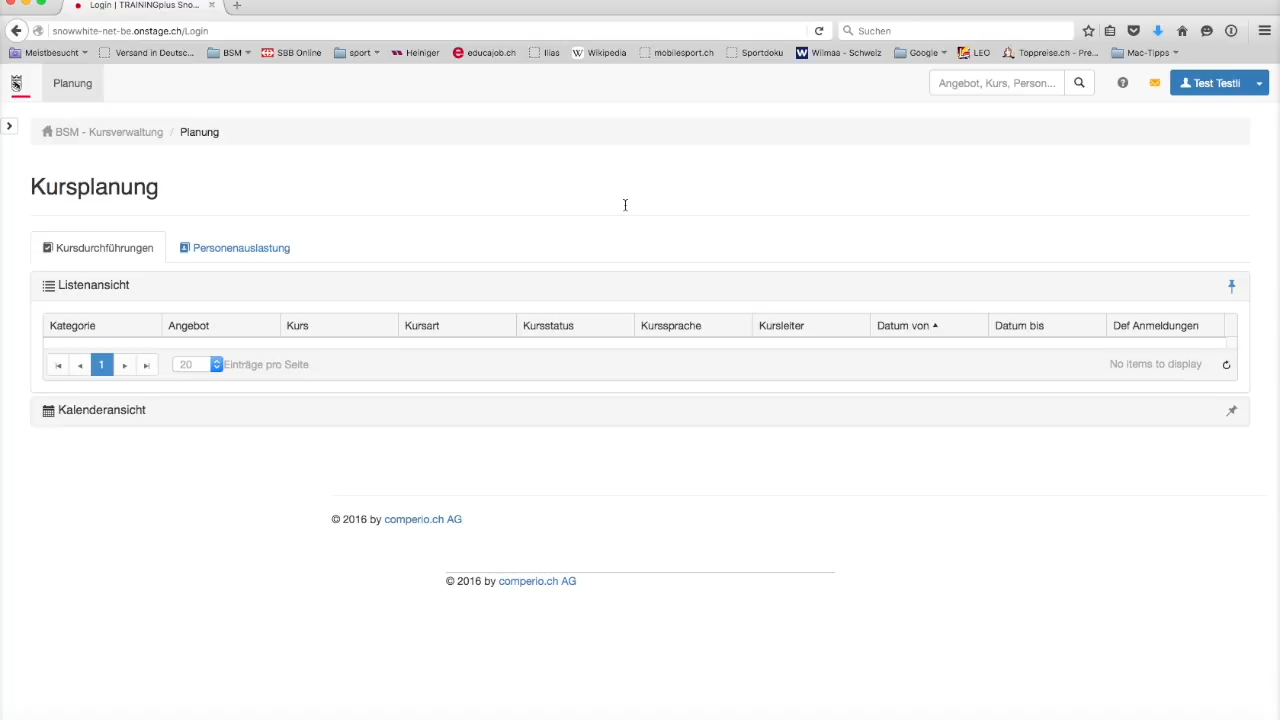 Login | TRAININGplus Sno... × +
snowwhite-net-be.onstage.ch/Login Suchen
Meistbesucht Versand in Deutsc... BSM SBB Online sport Heiniger educajob.ch Ilias Wikipedia mobilesport.ch Sportdoku Wilmaa - Schweiz Google LEO Toppreise.ch - Pre... Mac-Tipps
Planung Angebot, Kurs, Person... Test Testli
BSM - Kursverwaltung / Planung
Kursplanung
Kursdurchführungen Personenauslastung
Listenansicht
Kategorie Angebot Kurs Kursart Kursstatus Kurssprache Kursleiter Datum von Datum bis Def Anmeldungen
1 20 Einträge pro Seite No items to display
Kalenderansicht
© 2016 by comperio.ch AG
© 2016 by comperio.ch AG